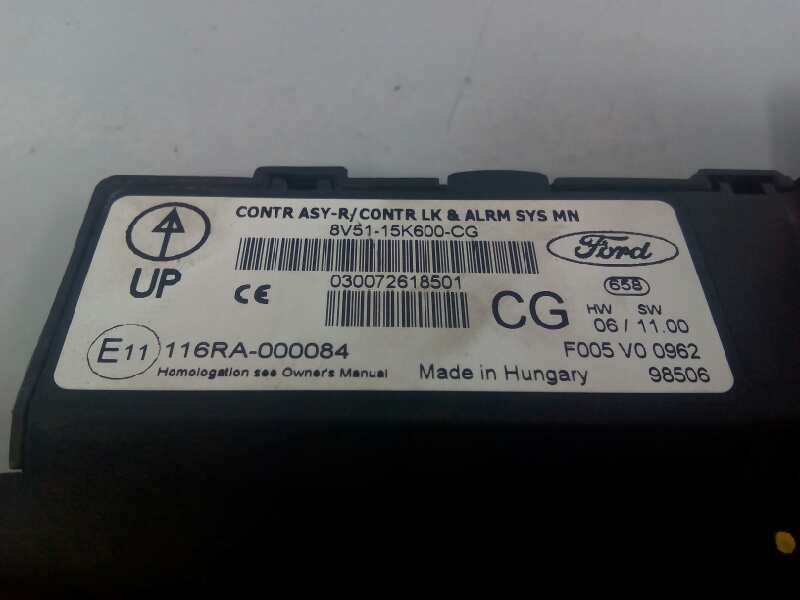 CONTR ASY-R/CONTR LK & ALRM SYS MN
8V51-15K600-CG
Ford
UP
CE
030072618501
CG
658
HW SW
06 / 11.00
E11 116RA-000084
F005 V0 0962
Homologation see Owner's Manual
Made in Hungary
98506